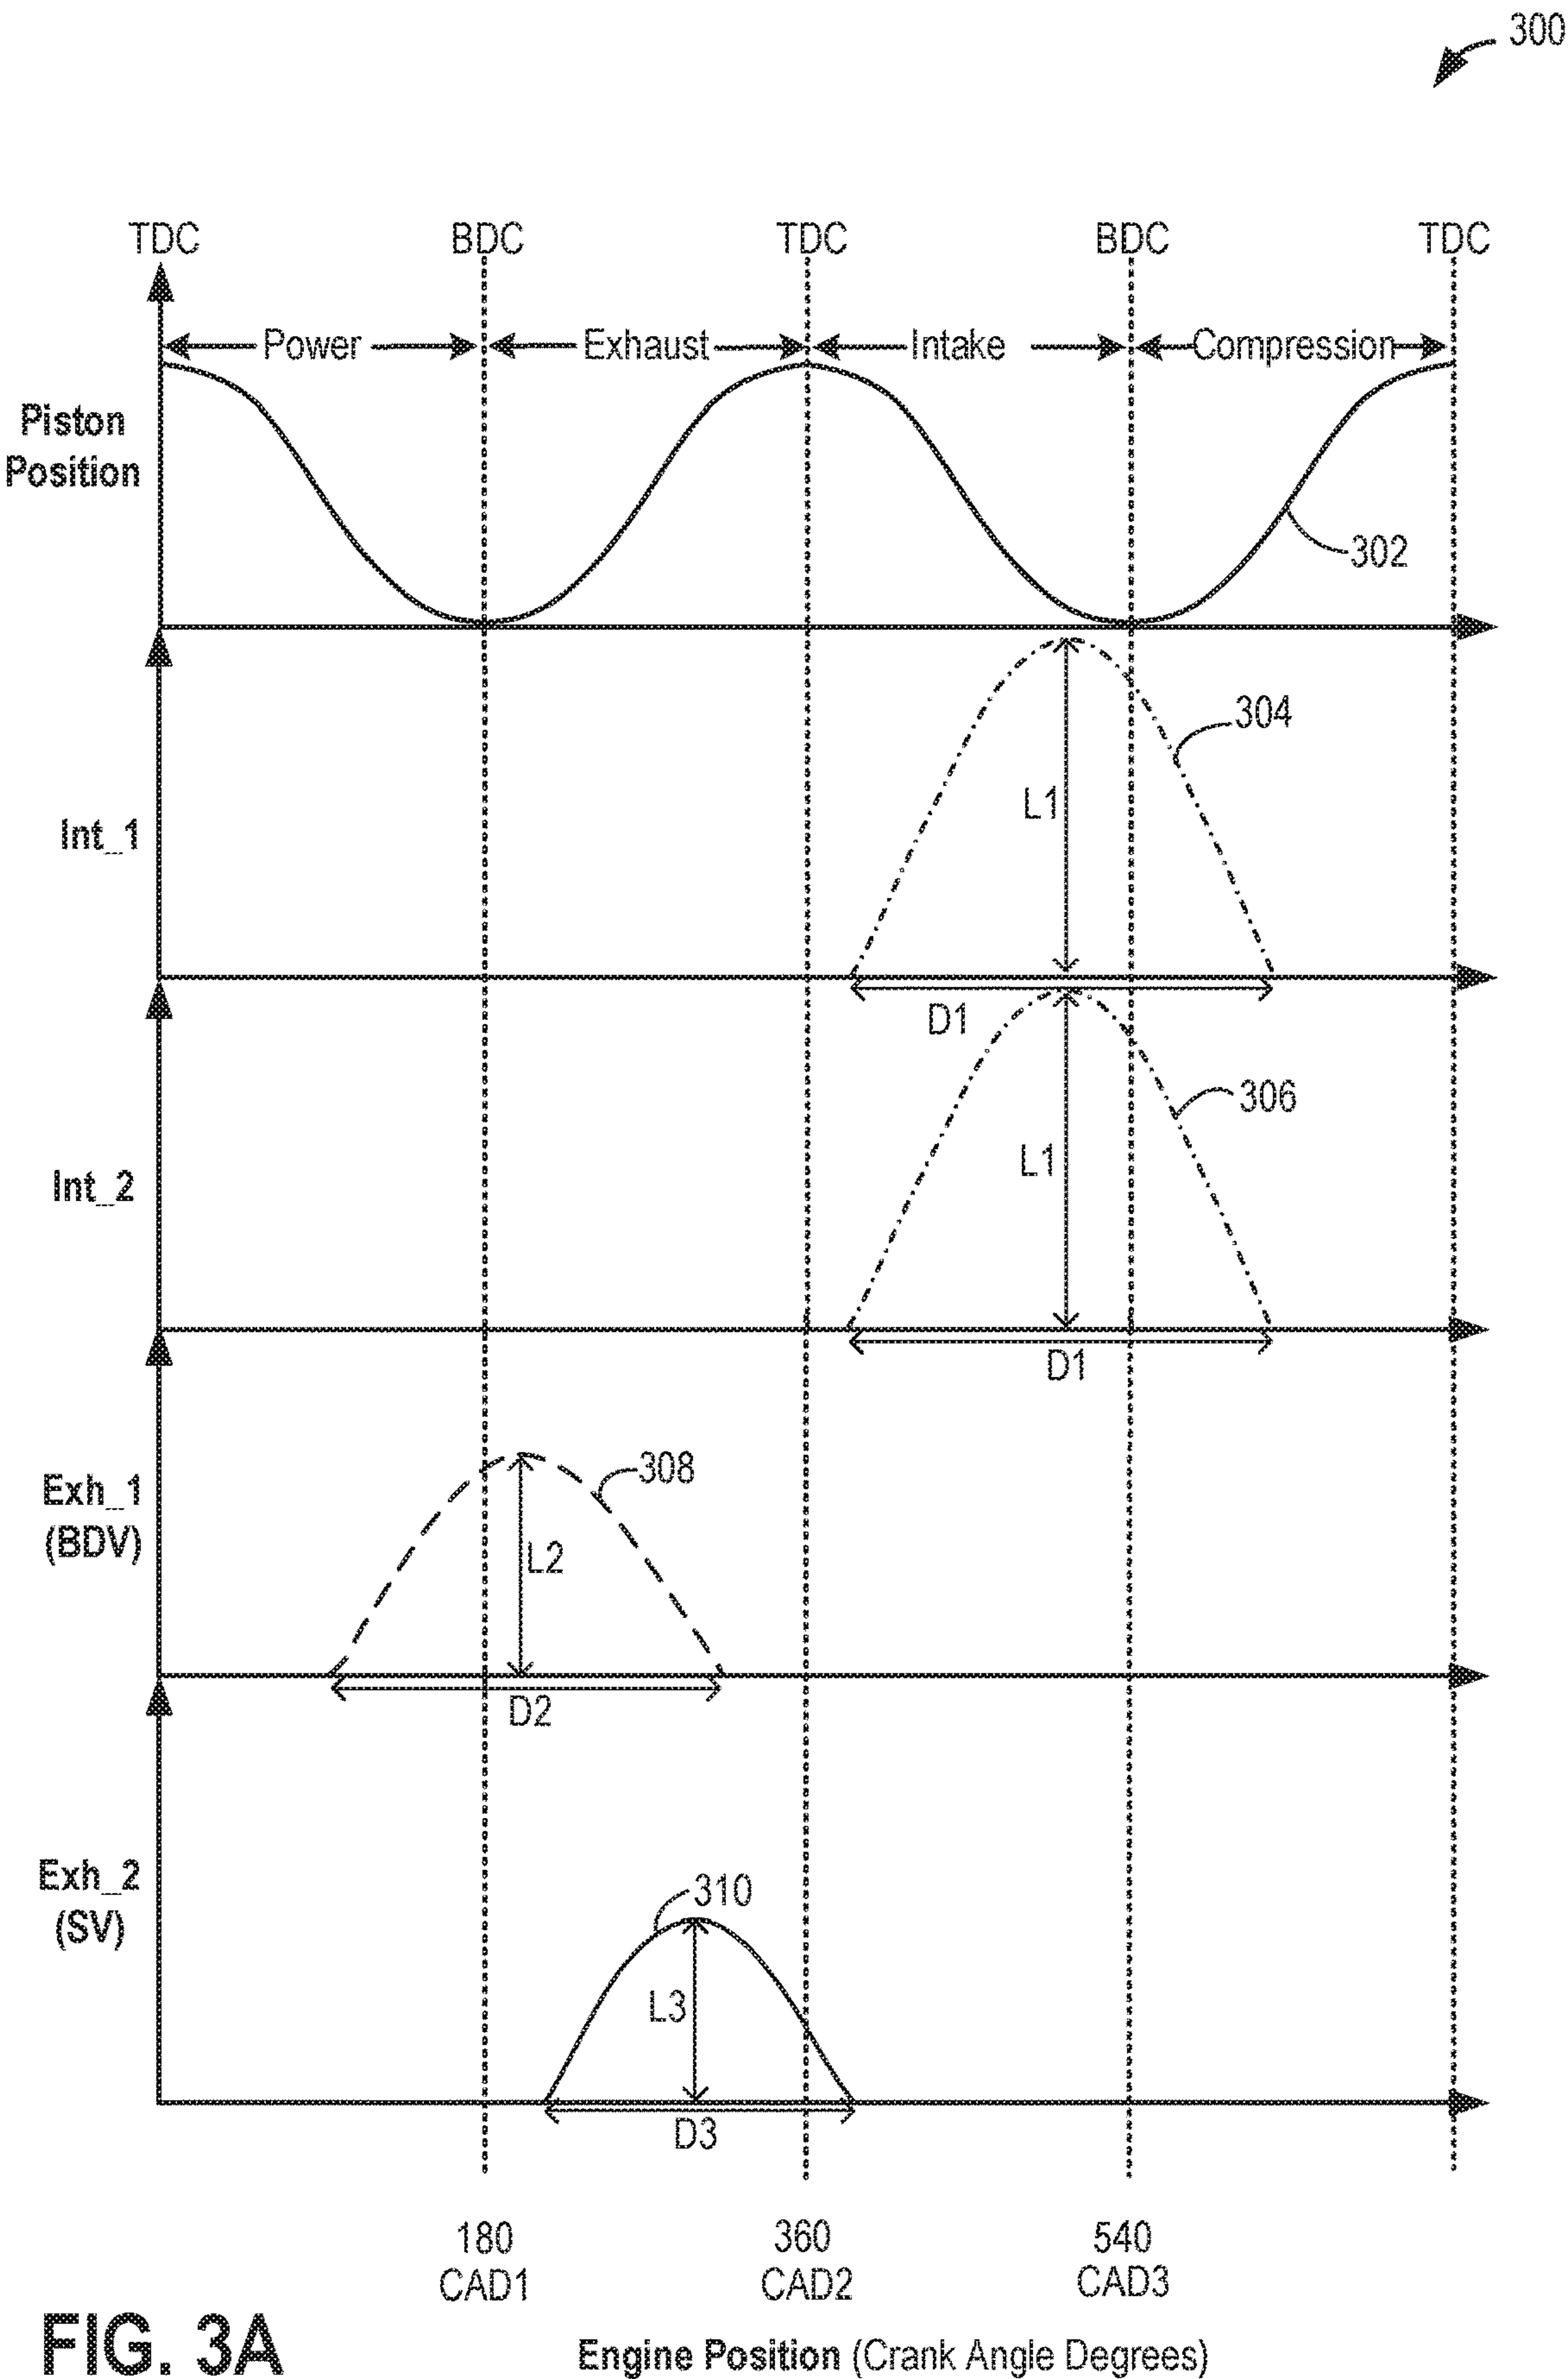 300
TDC BDC TDC BDC TDC
Power Exhaust Intake Compression
Piston
Position
302
304
L1
Int_1
D1
306
L1
Int_2
D1
308
Exh_1
(BDV)
L2
D2
310
Exh_2
(SV)
L3
D3
180 360 540
CAD1 CAD2 CAD3
FIG. 3A
Engine Position (Crank Angle Degrees)